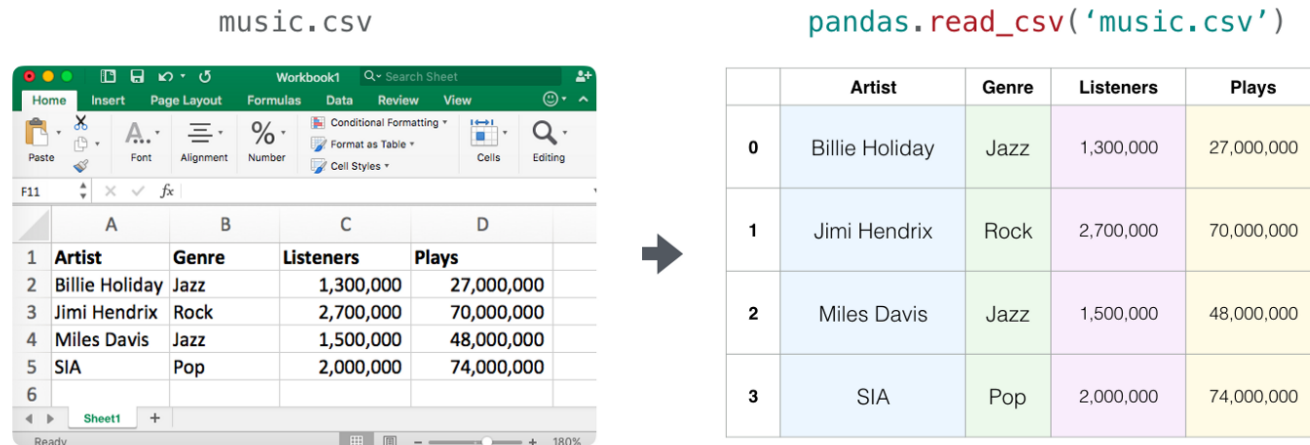 music.csv
pandas.read_csv(‘music.csv’)
Workbook1
Search Sheet
Home Insert Page Layout Formulas Data Review View
Paste
A...
Font
Alignment
%
Number
Conditional Formatting
Format as Table
Cell Styles
Cells
Editing
F11
fx
A B C D
1 Artist Genre Listeners Plays
2 Billie Holiday Jazz 1,300,000 27,000,000
3 Jimi Hendrix Rock 2,700,000 70,000,000
4 Miles Davis Jazz 1,500,000 48,000,000
5 SIA Pop 2,000,000 74,000,000
6
Sheet1 +
Ready
− + 180%
Artist Genre Listeners Plays
0 Billie Holiday Jazz 1,300,000 27,000,000
1 Jimi Hendrix Rock 2,700,000 70,000,000
2 Miles Davis Jazz 1,500,000 48,000,000
3 SIA Pop 2,000,000 74,000,000